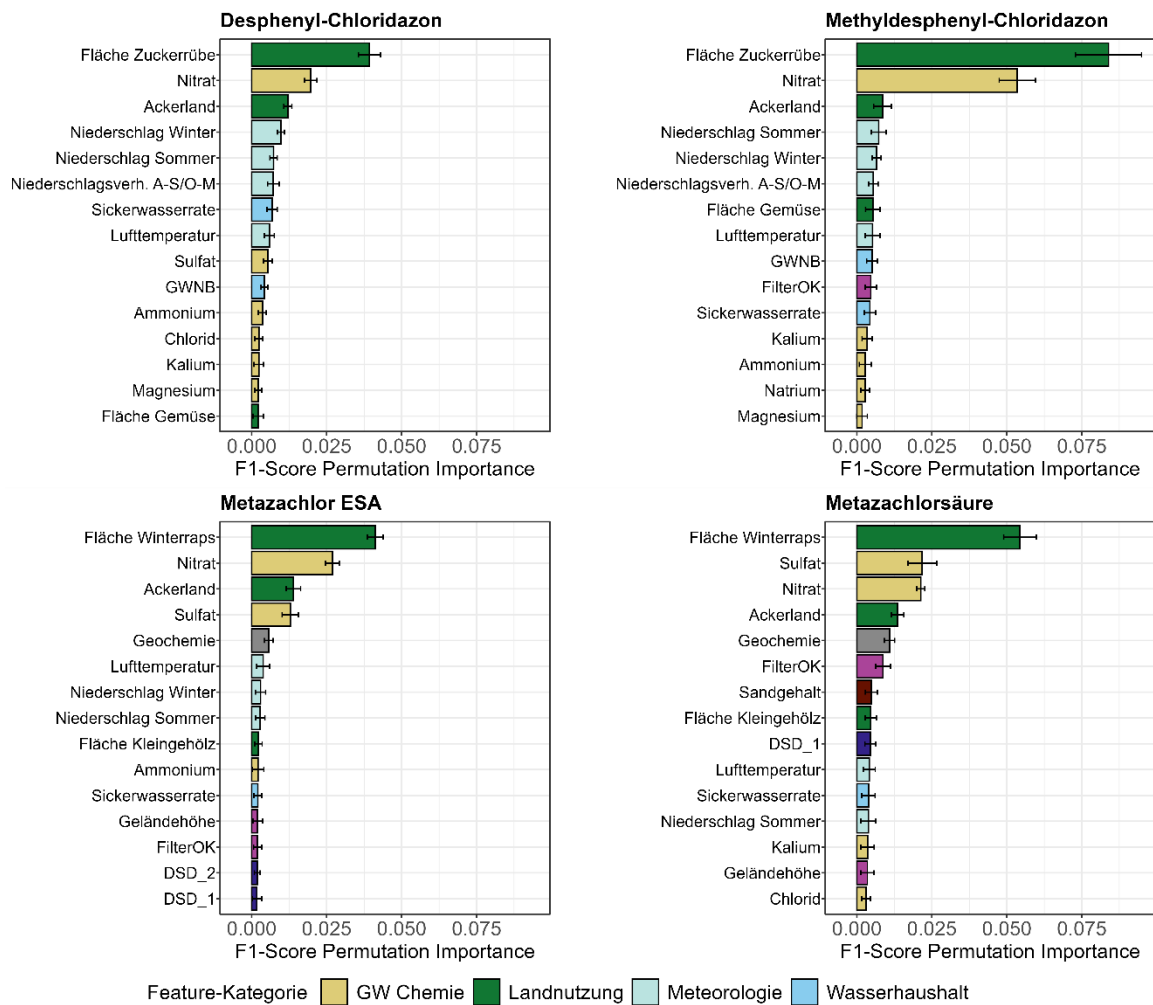 Desphenyl-Chloridazon
Fläche Zuckerrübe
Nitrat
Ackerland
Niederschlag Winter
Niederschlag Sommer
Niederschlagsverh. A-S/O-M
Sickerwasserrate
Lufttemperatur
Sulfat
GWNB
Ammonium
Chlorid
Kalium
Magnesium
Fläche Gemüse
0.000 0.025 0.050 0.075
F1-Score Permutation Importance
Methyldesphenyl-Chloridazon
Fläche Zuckerrübe
Nitrat
Ackerland
Niederschlag Sommer
Niederschlag Winter
Niederschlagsverh. A-S/O-M
Fläche Gemüse
Lufttemperatur
GWNB
FilterOK
Sickerwasserrate
Kalium
Ammonium
Natrium
Magnesium
0.000 0.025 0.050 0.075
F1-Score Permutation Importance
Metazachlor ESA
Fläche Winterraps
Nitrat
Ackerland
Sulfat
Geochemie
Lufttemperatur
Niederschlag Winter
Niederschlag Sommer
Fläche Kleingehölz
Ammonium
Sickerwasserrate
Geländehöhe
FilterOK
DSD_2
DSD_1
0.000 0.025 0.050 0.075
F1-Score Permutation Importance
Metazachlorsäure
Fläche Winterraps
Sulfat
Nitrat
Ackerland
Geochemie
FilterOK
Sandgehalt
Fläche Kleingehölz
DSD_1
Lufttemperatur
Sickerwasserrate
Niederschlag Sommer
Kalium
Geländehöhe
Chlorid
0.000 0.025 0.050 0.075
F1-Score Permutation Importance
Feature-Kategorie GW Chemie Landnutzung Meteorologie Wasserhaushalt